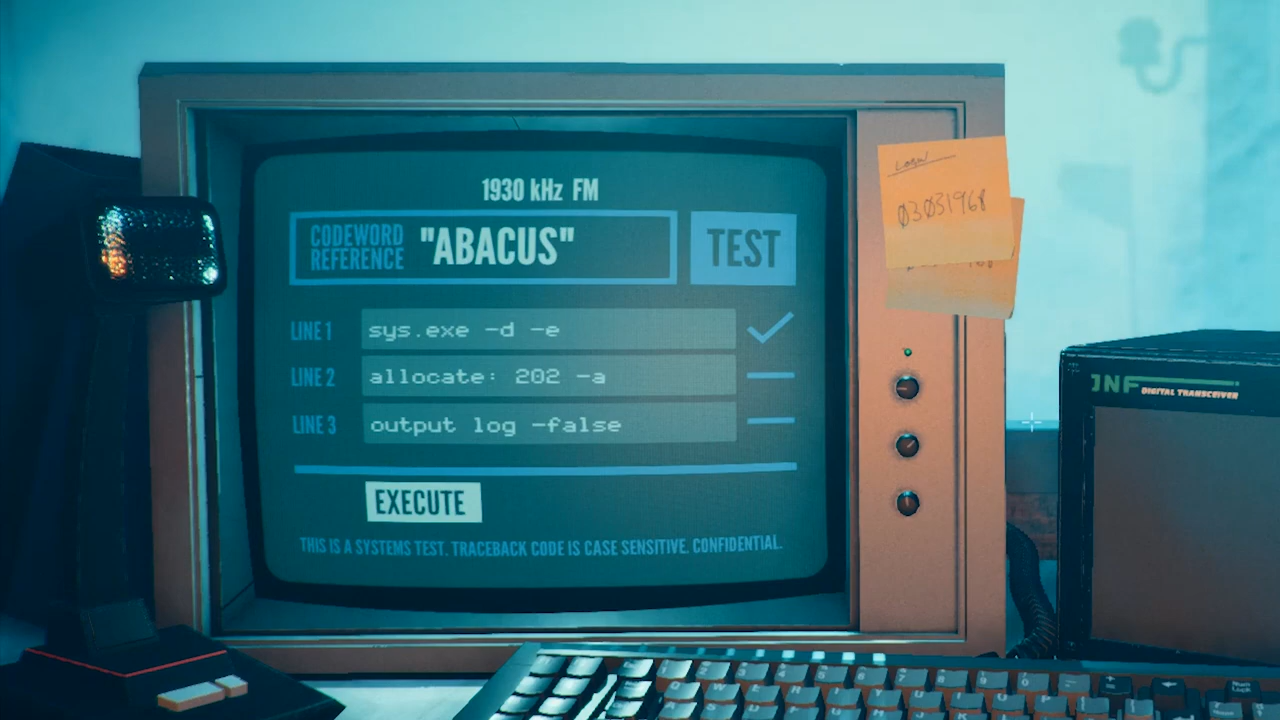 1930 kHz FM
CODEWORD REFERENCE "ABACUS"
TEST
LINE 1 sys.exe -d -e
LINE 2 allocate: 202 -a
LINE 3 output log -false
EXECUTE
THIS IS A SYSTEMS TEST. TRACEBACK CODE IS CASE SENSITIVE. CONFIDENTIAL.
Login
03031968
JNF DIGITAL TRANSCEIVER